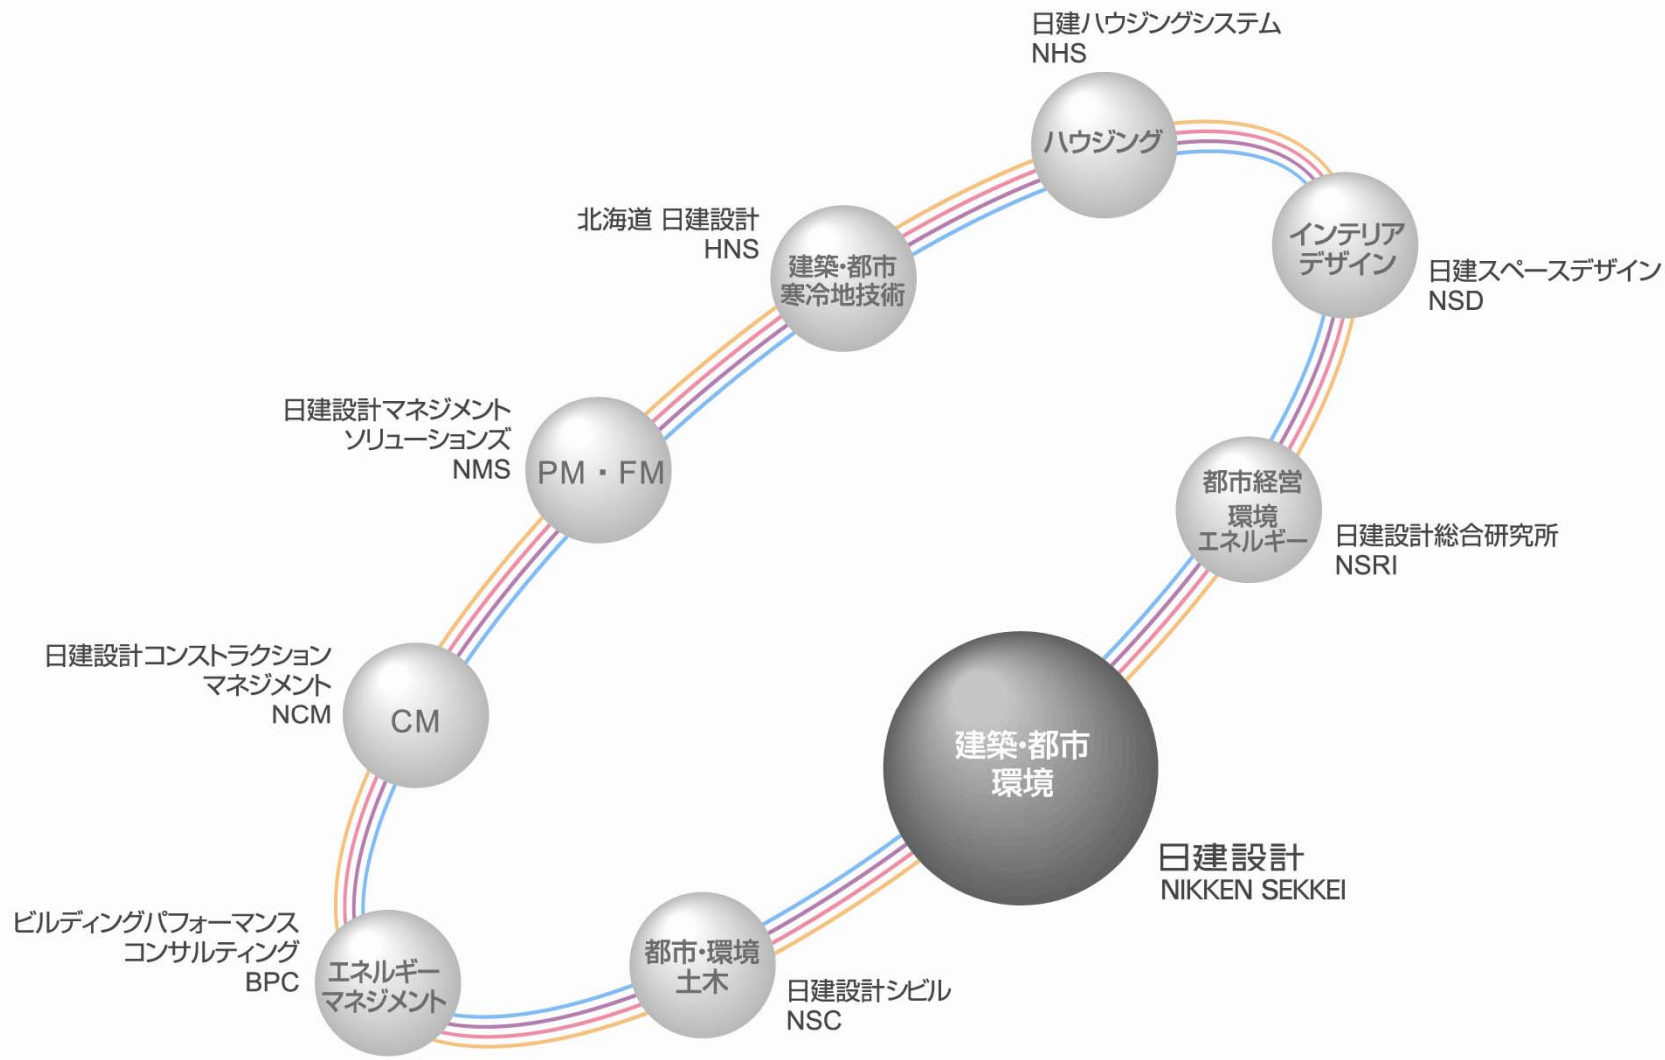 日建ハウジングシステム
NHS
ハウジング
北海道 日建設計
HNS
建築・都市
寒冷地技術
インテリア
デザイン
日建スペースデザイン
NSD
日建設計マネジメント
ソリューションズ
NMS
PM・FM
都市経営
環境
エネルギー
日建設計総合研究所
NSRI
日建設計コンストラクション
マネジメント
NCM
CM
建築・都市
環境
日建設計
NIKKEN SEKKEI
ビルディングパフォーマンス
コンサルティング
BPC
エネルギー
マネジメント
都市・環境
土木
日建設計シビル
NSC